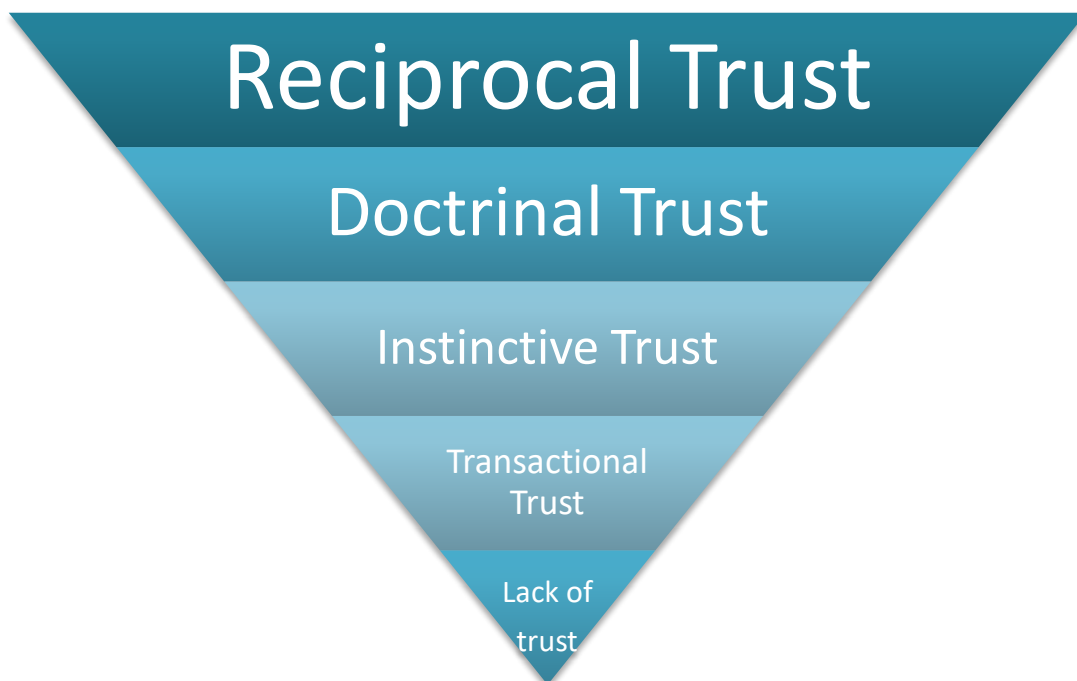 Reciprocal Trust
Doctrinal Trust
Instinctive Trust
Transactional
Trust
Lack of
trust